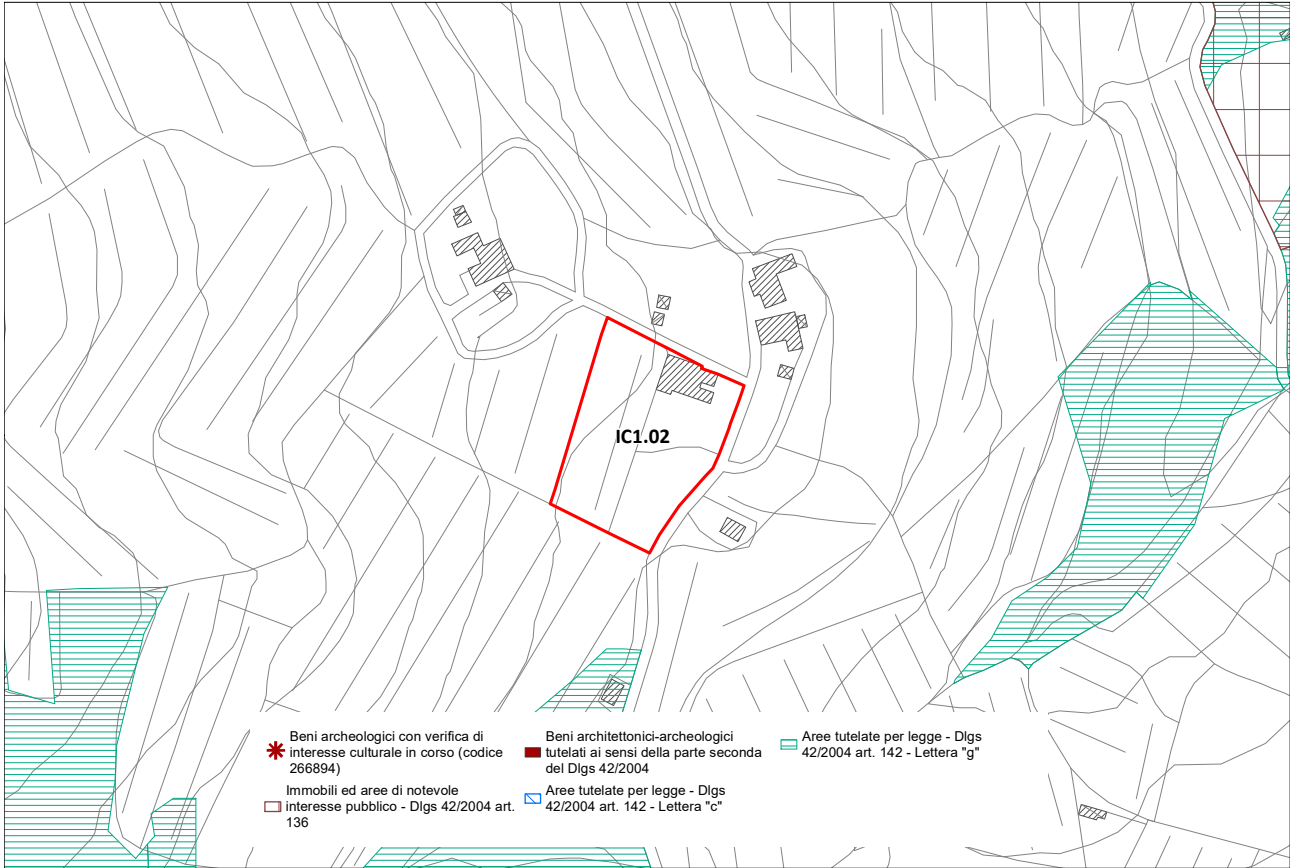 IC1.02
Beni archeologici con verifica di
interesse culturale in corso (codice
266894)
Immobili ed aree di notevole
interesse pubblico - Dlgs 42/2004 art.
136
Beni architettonici-archeologici
tutelati ai sensi della parte seconda
del Dlgs 42/2004
Aree tutelate per legge - Dlgs
42/2004 art. 142 - Lettera "c"
Aree tutelate per legge - Dlgs
42/2004 art. 142 - Lettera "g"